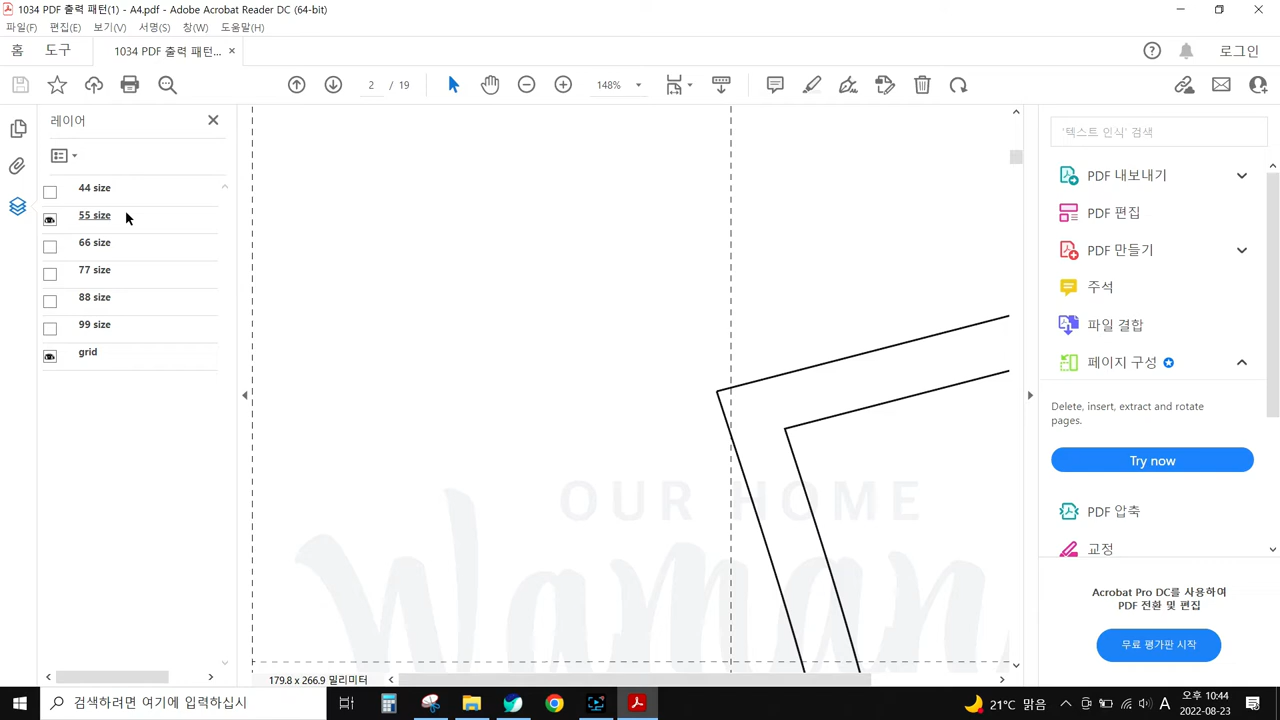 1034 PDF 출력 패턴(1) - A4.pdf - Adobe Acrobat Reader DC (64-bit)
파일(F) 편집(E) 보기(V) 서명(S) 창(W) 도움말(H)
홈 도구 1034 PDF 출력 패턴... × 로그인
2 / 19 148%
레이어
44 size
55 size
66 size
77 size
88 size
99 size
grid
OUR HOME
Waman
179.8 x 266.9 밀리미터
'텍스트 인식' 검색
PDF 내보내기
PDF 편집
PDF 만들기
주석
파일 결합
페이지 구성
Delete, insert, extract and rotate
pages.
Try now
PDF 압축
교정
Acrobat Pro DC를 사용하여
PDF 전환 및 편집
무료 평가판 시작
검색하려면 여기에 입력하십시
21°C 맑음
A
오후 10:44
2022-08-23